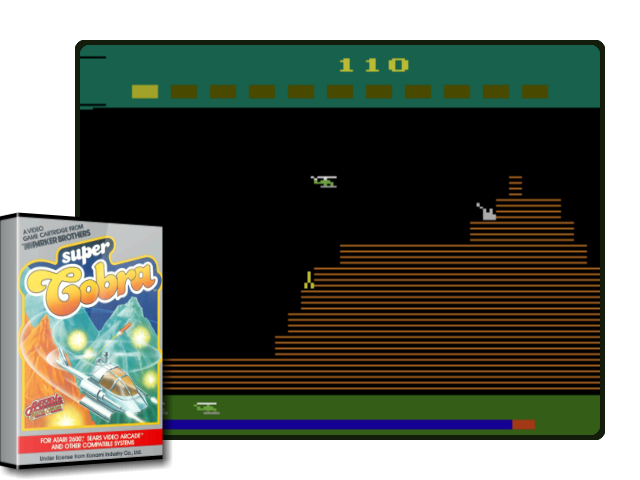 110
A VIDEO
GAME CARTRIDGE FROM
PARKER BROTHERS
super
Cobra
FOR ATARI 2600™, SEARS VIDEO ARCADE™
AND OTHER COMPATIBLE SYSTEMS
Under license from Konami Industry Co., Ltd.